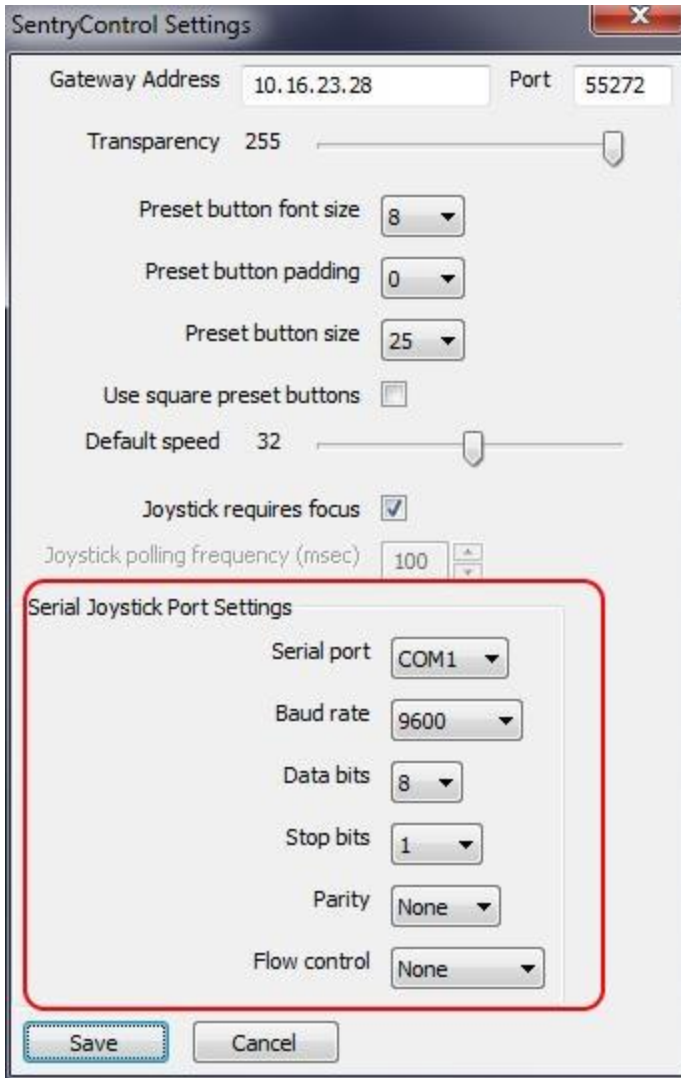 SentryControl Settings
Gateway Address 10.16.23.28 Port 55272
Transparency 255
Preset button font size 8
Preset button padding 0
Preset button size 25
Use square preset buttons
Default speed 32
Joystick requires focus
Joystick polling frequency (msec) 100
Serial Joystick Port Settings
Serial port COM1
Baud rate 9600
Data bits 8
Stop bits 1
Parity None
Flow control None
Save Cancel